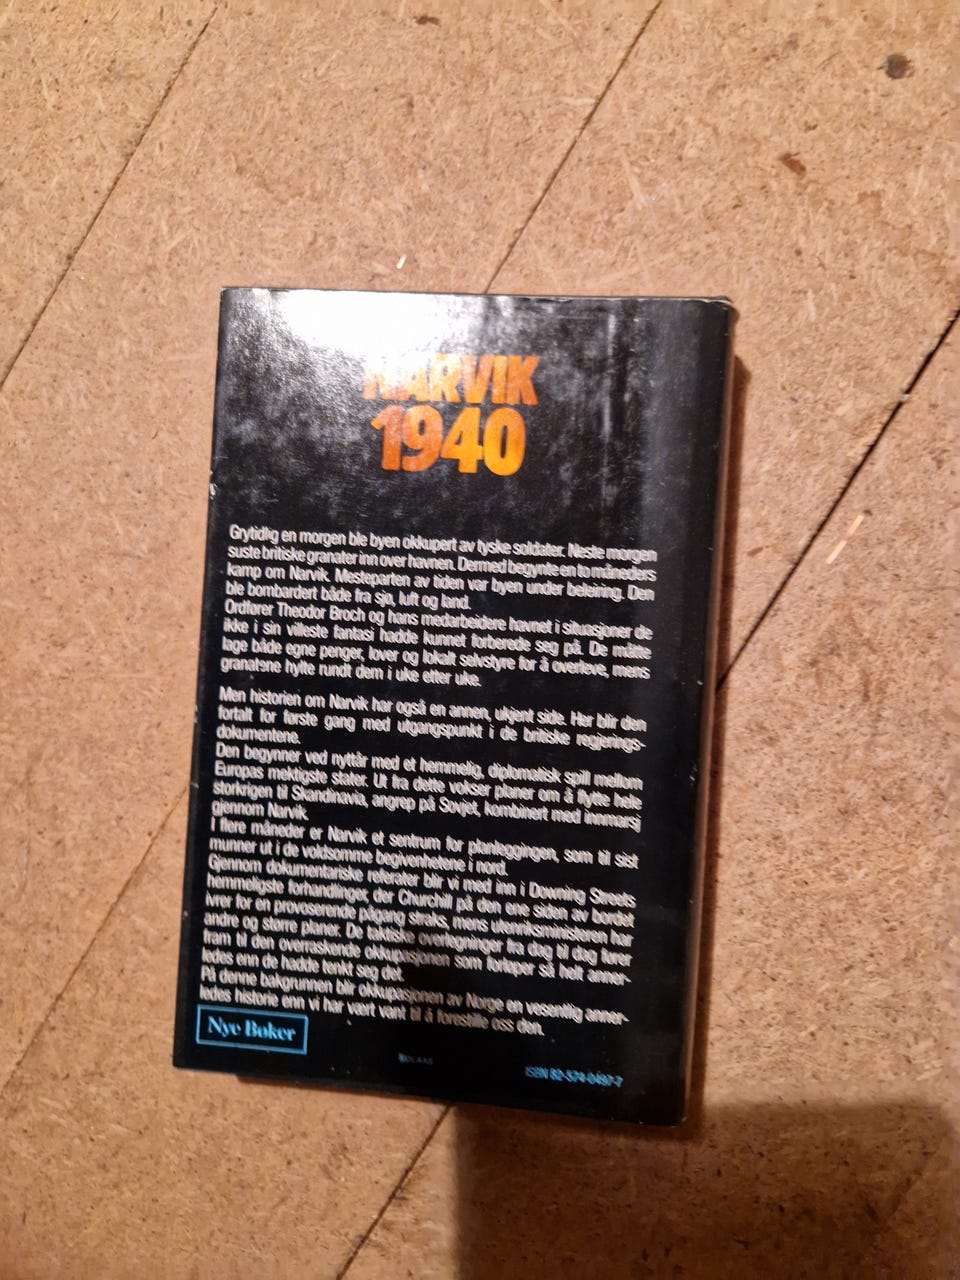 NARVIK
1940
Grytidlig en morgen ble byen okkupert av tyske soldater. Neste morgen
suste britiske granater inn over havnen. Dermed begynte en to måneders
kamp om Narvik. Mesteparten av tiden var byen under beleiring. Den
ble bombardert både fra sjø, luft og land.
Ordfører Theodor Broch og hans medarbeidere havnet i situasjoner de
ikke i sin villeste fantasi hadde kunnet forberede seg på. De måtte
lage både egne penger, lover og lokalt selvstyre for å overleve, mens
granatene hylte rundt dem i uke etter uke.
Men historien om Narvik har også en annen, ukjent side. Her blir den
fortalt for første gang med utgangspunkt i de britiske regjerings-
dokumentene.
Den begynner ved nyttår med et hemmelig, diplomatisk spill mellom
Europas mektigste stater. Ut fra dette vokser planer om å flytte hele
storkrigen til Skandinavia, angrep på Sovjet, kombinert med innmarsj
gjennom Narvik.
I flere måneder er Narvik et sentrum for planleggingen, som til sist
munner ut i de voldsomme begivenhetene i nord.
Gjennom dokumentariske referater blir vi med inn i Downing Streets
hemmeligste forhandlinger, der Churchill på den ene siden av bordet
ivrer for en provoserende pågang straks, mens utenriksministeren har
andre og større planer. De taktiske overlegninger fra dag til dag fører
fram til den overraskende okkupasjonen som forløper så helt anner-
ledes enn de hadde tenkt seg det.
På denne bakgrunnen blir okkupasjonen av Norge en vesentlig anner-
ledes historie enn vi har vært vant til å forestille oss den.
Nye Bøker
ISBN 82-574-0497-7